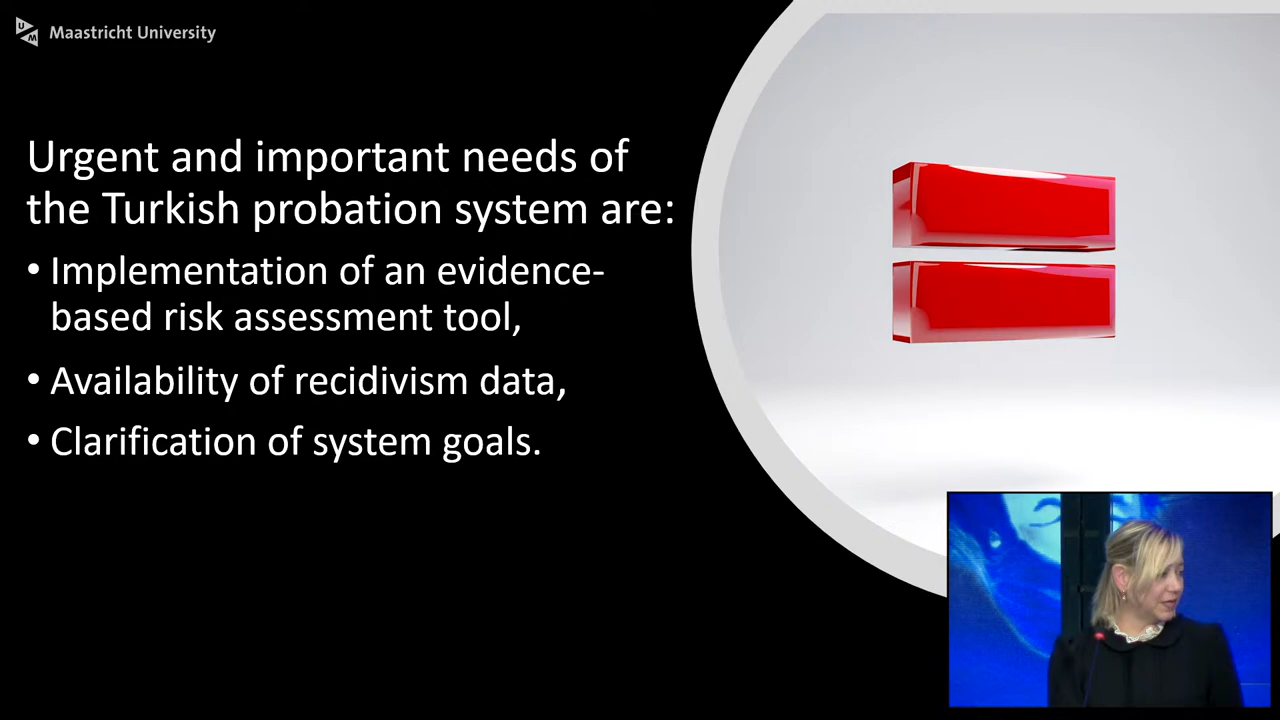 UM Maastricht University
Urgent and important needs of
the Turkish probation system are:
• Implementation of an evidence-
based risk assessment tool,
• Availability of recidivism data,
• Clarification of system goals.